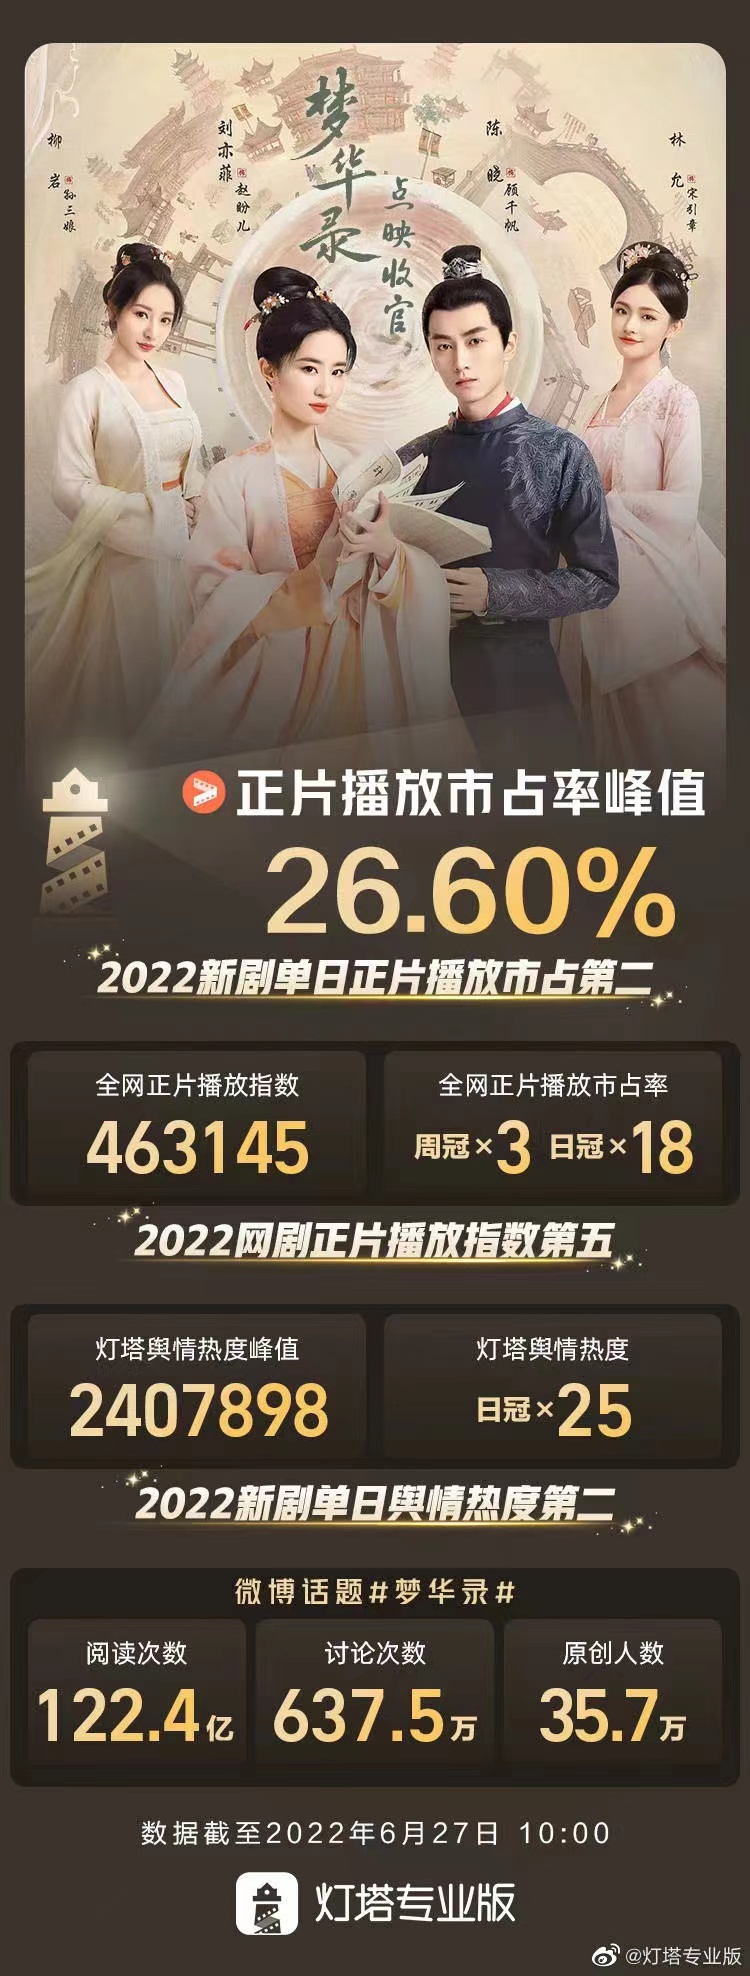 梦华录
点映收官
柳岩 饰 孙三娘
刘亦菲 饰 赵盼儿
陈晓 饰 顾千帆
林允 饰 宋引章
正片播放市占率峰值
26.60%
2022新剧单日正片播放市占第二
全网正片播放指数
463145
全网正片播放市占率
周冠×3 日冠×18
2022网剧正片播放指数第五
灯塔舆情热度峰值
2407898
灯塔舆情热度
日冠×25
2022新剧单日舆情热度第二
微博话题#梦华录#
阅读次数
122.4亿
讨论次数
637.5万
原创人数
35.7万
数据截至2022年6月27日 10:00
灯塔专业版
@灯塔专业版